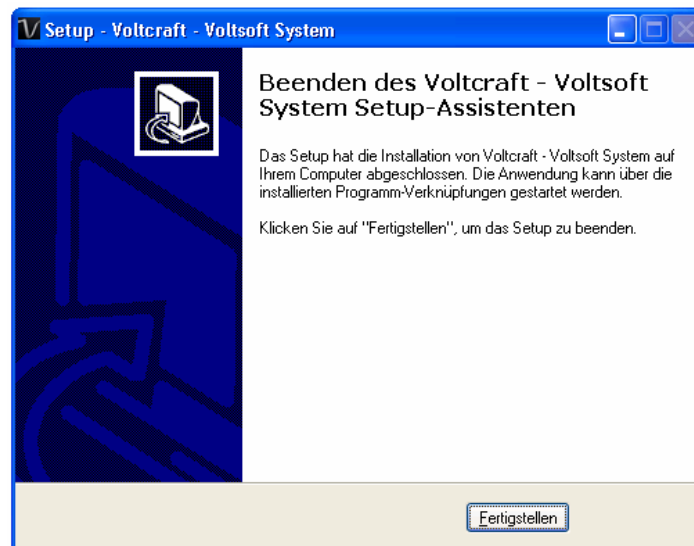 Setup - Voltcraft - Voltsoft System
Beenden des Voltcraft - Voltsoft
System Setup-Assistenten
Das Setup hat die Installation von Voltcraft - Voltsoft System auf
Ihrem Computer abgeschlossen. Die Anwendung kann über die
installierten Programm-Verknüpfungen gestartet werden.
Klicken Sie auf "Fertigstellen", um das Setup zu beenden.
Fertigstellen